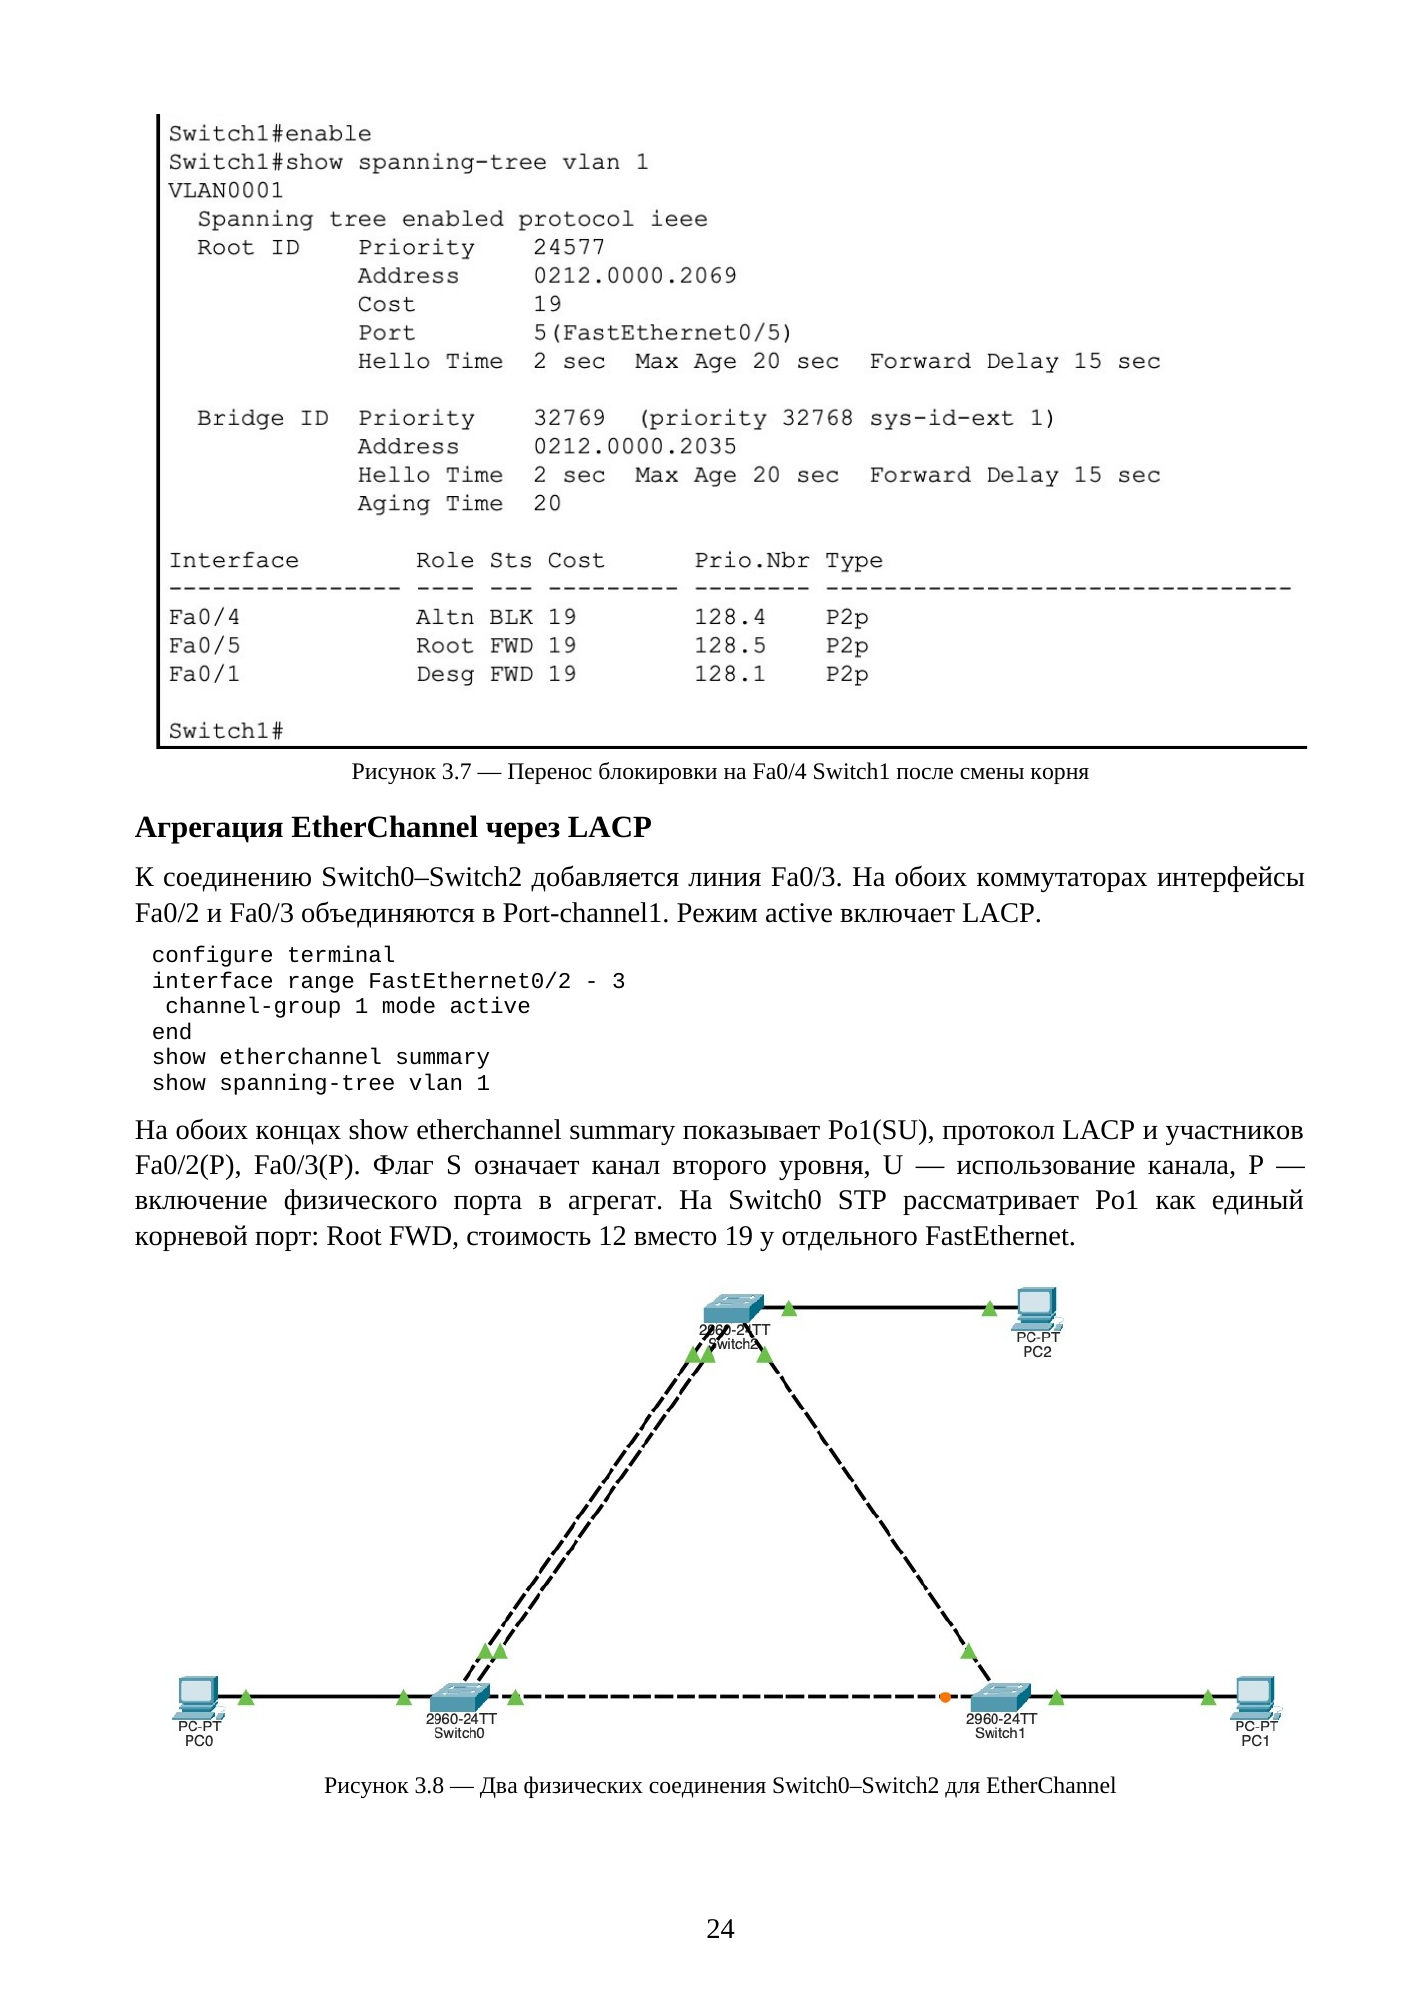 Switch1#enable
Switch1#show spanning-tree vlan 1
VLAN0001
  Spanning tree enabled protocol ieee
  Root ID    Priority    24577
             Address     0212.0000.2069
             Cost        19
             Port        5(FastEthernet0/5)
             Hello Time  2 sec  Max Age 20 sec  Forward Delay 15 sec

  Bridge ID  Priority    32769  (priority 32768 sys-id-ext 1)
             Address     0212.0000.2035
             Hello Time  2 sec  Max Age 20 sec  Forward Delay 15 sec
             Aging Time  20

Interface        Role Sts Cost      Prio.Nbr Type
---------------- ---- --- --------- -------- --------------------------------
Fa0/4            Altn BLK 19        128.4    P2p
Fa0/5            Root FWD 19        128.5    P2p
Fa0/1            Desg FWD 19        128.1    P2p

Switch1#
Рисунок 3.7 — Перенос блокировки на Fa0/4 Switch1 после смены корня
Агрегация EtherChannel через LACP
К соединению Switch0–Switch2 добавляется линия Fa0/3. На обоих коммутаторах интерфейсы
Fa0/2 и Fa0/3 объединяются в Port-channel1. Режим active включает LACP.
configure terminal
interface range FastEthernet0/2 - 3
 channel-group 1 mode active
end
show etherchannel summary
show spanning-tree vlan 1
На обоих концах show etherchannel summary показывает Po1(SU), протокол LACP и участников
Fa0/2(P), Fa0/3(P). Флаг S означает канал второго уровня, U — использование канала, P —
включение физического порта в агрегат. На Switch0 STP рассматривает Po1 как единый
корневой порт: Root FWD, стоимость 12 вместо 19 у отдельного FastEthernet.
2960-24TT
Switch2
PC-PT
PC2
PC-PT
PC0
2960-24TT
Switch0
2960-24TT
Switch1
PC-PT
PC1
Рисунок 3.8 — Два физических соединения Switch0–Switch2 для EtherChannel
24